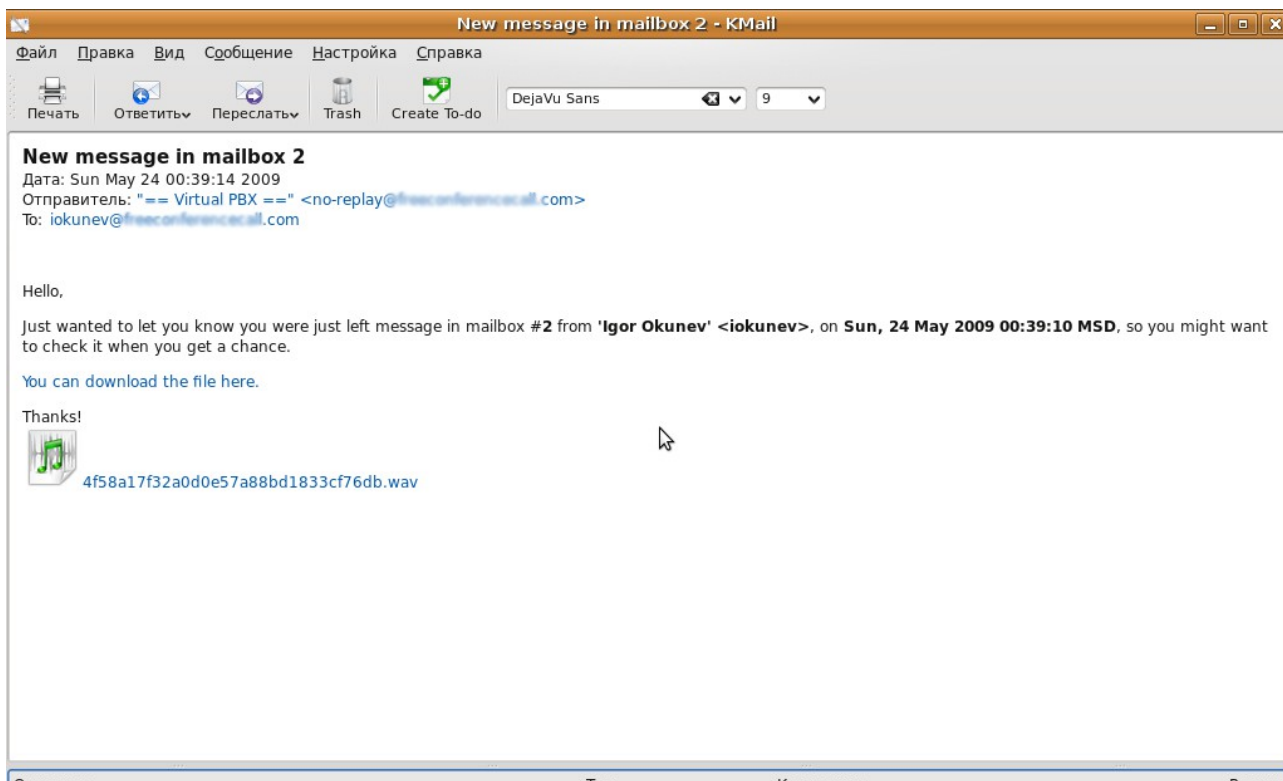 New message in mailbox 2 - KMail
Файл Правка Вид Сообщение Настройка Справка
Печать Ответить Переслать Trash Create To-do DejaVu Sans 9
New message in mailbox 2
Дата: Sun May 24 00:39:14 2009
Отправитель: "== Virtual PBX ==" <no-replay@ .com>
To: iokunev@ .com
Hello,
Just wanted to let you know you were just left message in mailbox #2 from 'Igor Okunev' <iokunev>, on Sun, 24 May 2009 00:39:10 MSD, so you might want
to check it when you get a chance.
You can download the file here.
Thanks!
4f58a17f32a0d0e57a88bd1833cf76db.wav